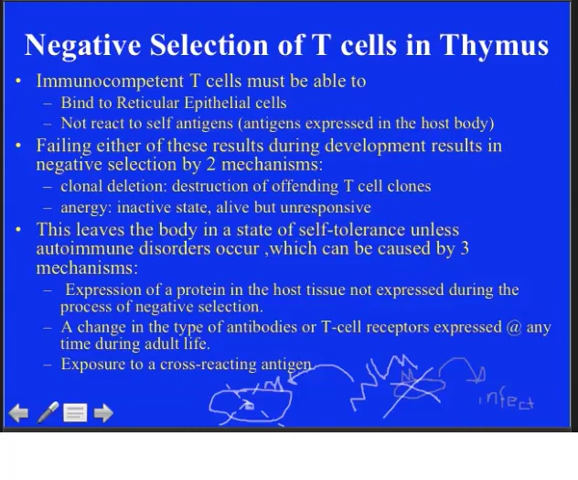 Negative Selection of T cells in Thymus
• Immunocompetent T cells must be able to
– Bind to Reticular Epithelial cells
– Not react to self antigens (antigens expressed in the host body)
• Failing either of these results during development results in
negative selection by 2 mechanisms:
– clonal deletion: destruction of offending T cell clones
– anergy: inactive state, alive but unresponsive
• This leaves the body in a state of self-tolerance unless
autoimmune disorders occur ,which can be caused by 3
mechanisms:
– Expression of a protein in the host tissue not expressed during the
process of negative selection.
– A change in the type of antibodies or T-cell receptors expressed @ any
time during adult life.
– Exposure to a cross-reacting antigen
infect